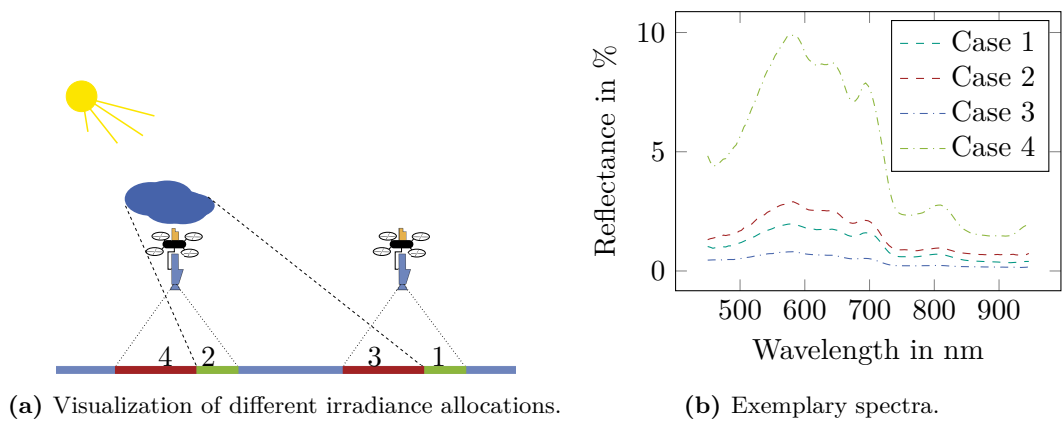 4 2 3 1
(a) Visualization of different irradiance allocations.
Reflectance in %
10
5
0
Case 1
Case 2
Case 3
Case 4
500 600 700 800 900
Wavelength in nm
(b) Exemplary spectra.